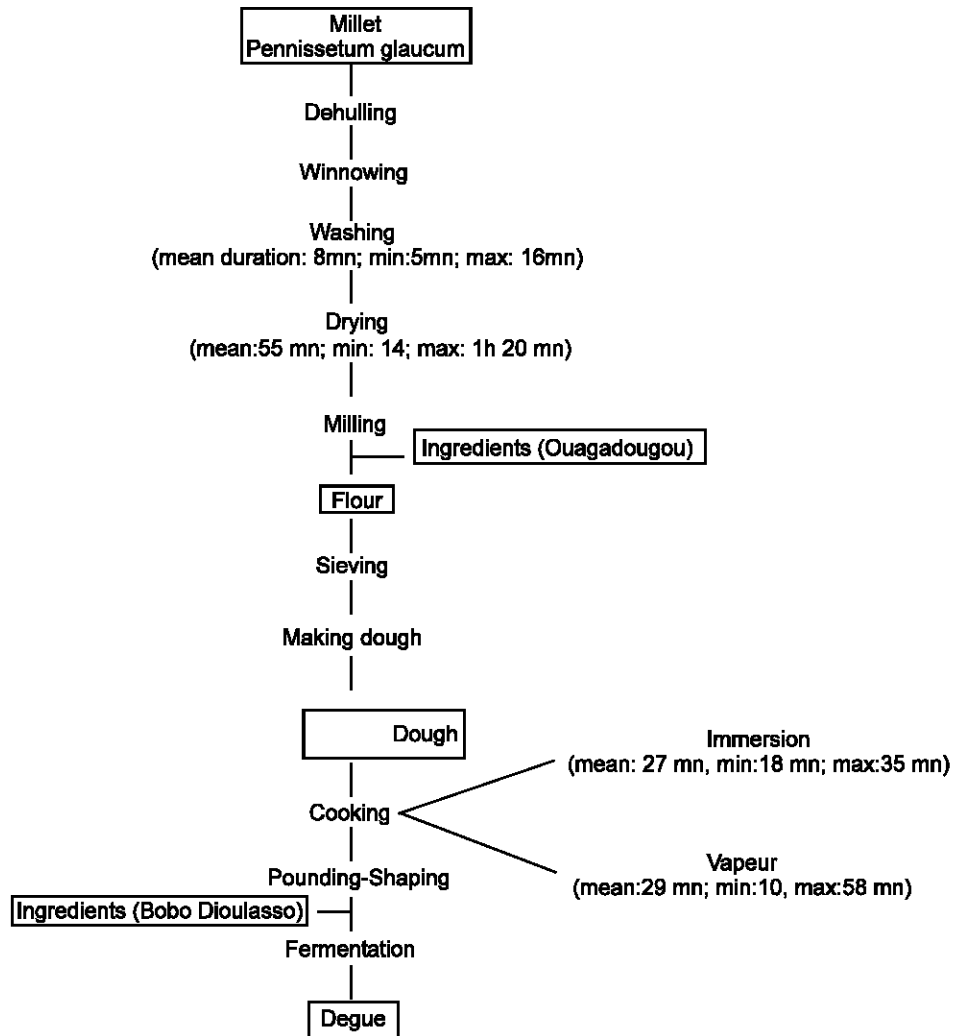 Millet
Pennissetum glaucum
Dehulling
Winnowing
Washing
(mean duration: 8mn; min:5mn; max: 16mn)
Drying
(mean:55 mn; min: 14; max: 1h 20 mn)
Milling
Ingredients (Ouagadougou)
Flour
Sieving
Making dough
Dough
Immersion
(mean: 27 mn, min:18 mn; max:35 mn)
Cooking
Vapeur
(mean:29 mn; min:10, max:58 mn)
Pounding-Shaping
Ingredients (Bobo Dioulasso)
Fermentation
Degue